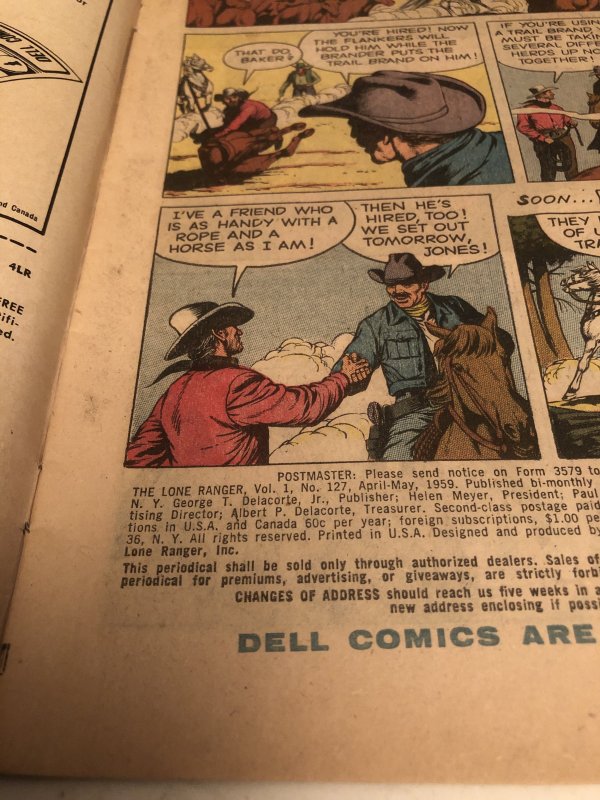 nd Canada
4LR
FREE
ifi-
ed.
DELL
THAT DO,
BAKER?
YOU'RE HIRED! NOW
THE FLANKERS WILL
HOLD HIM WHILE THE
BRANDER PUTS THE
TRAIL BRAND ON HIM!
IF YOU'RE USIN
A TRAIL BRAND
MUST BE TAKI
SEVERAL DIFFE
HERDS UP NO
TOGETHER!
I'VE A FRIEND WHO
IS AS HANDY WITH A
ROPE AND A
HORSE AS I AM!
THEN HE'S
HIRED, TOO!
WE SET OUT
TOMORROW,
JONES!
SOON...
THEY
OF U
TRA
POSTMASTER: Please send notice on Form 3579 to
THE LONE RANGER, Vol. 1, No. 127, April-May, 1959. Published bi-monthly
N. Y. George T. Delacorte, Jr., Publisher; Helen Meyer, President; Paul
tising Director; Albert P. Delacorte, Treasurer. Second-class postage paid
tions in U.S.A. and Canada 60c per year; foreign subscriptions, $1.00 pe
36, N. Y. All rights reserved. Printed in U.S.A. Designed and produced by
Lone Ranger, Inc.
This periodical shall be sold only through authorized dealers. Sales of
periodical for premiums, advertising, or giveaways, are strictly forb
CHANGES OF ADDRESS should reach us five weeks in a
new address enclosing if possi
DELL COMICS ARE